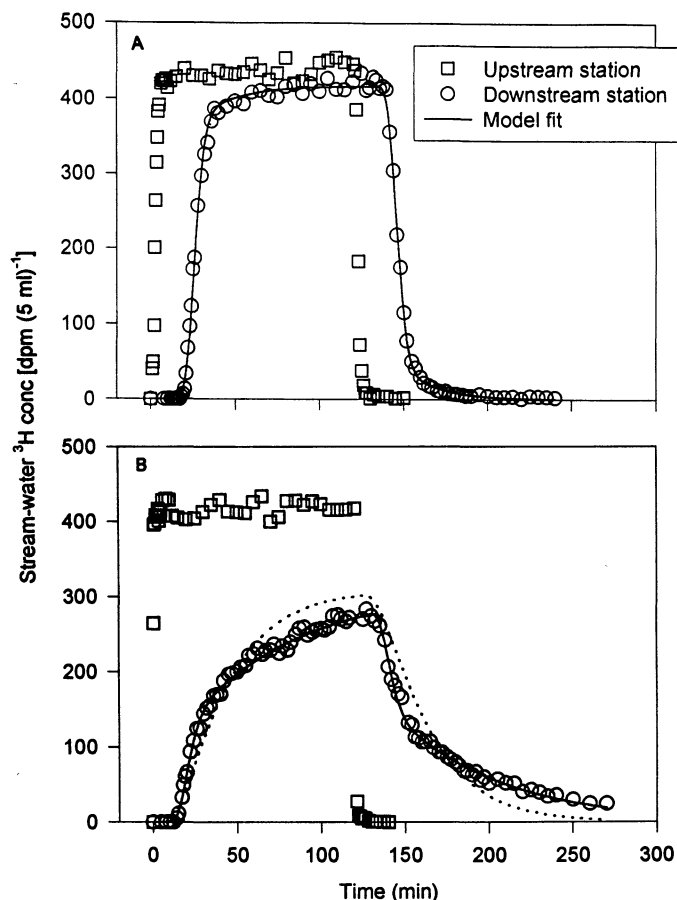 A
500
400
300
200
100
0
Upstream station
Downstream station
Model fit
B
500
400
300
200
100
0
0 50 100 150 200 250 300
Time (min)
Stream-water ³H conc [dpm (5 ml)⁻¹]